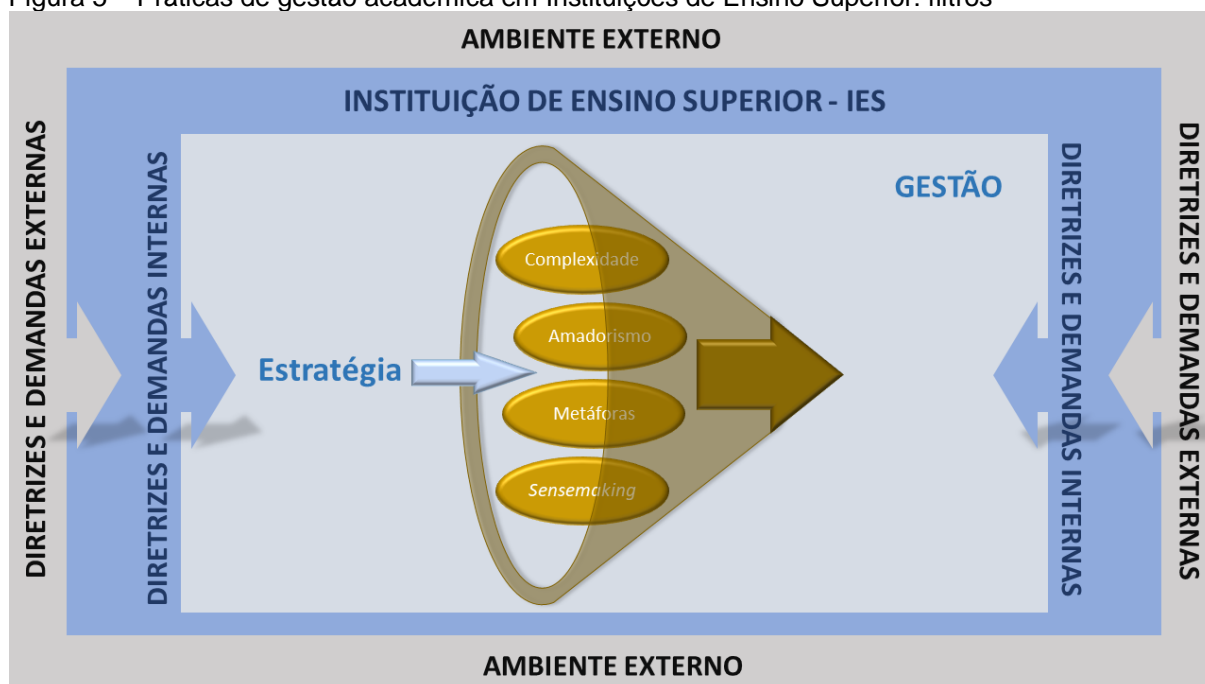 Figura – Práticas de gestão acadêmica em Instituições de Ensino Superior: filtros
AMBIENTE EXTERNO
INSTITUIÇÃO DE ENSINO SUPERIOR - IES
DIRETRIZES E DEMANDAS EXTERNAS
DIRETRIZES E DEMANDAS INTERNAS
GESTÃO
Estratégia
Complexidade
Amadorismo
Metáforas
Sensemaking
DIRETRIZES E DEMANDAS INTERNAS
DIRETRIZES E DEMANDAS EXTERNAS
AMBIENTE EXTERNO